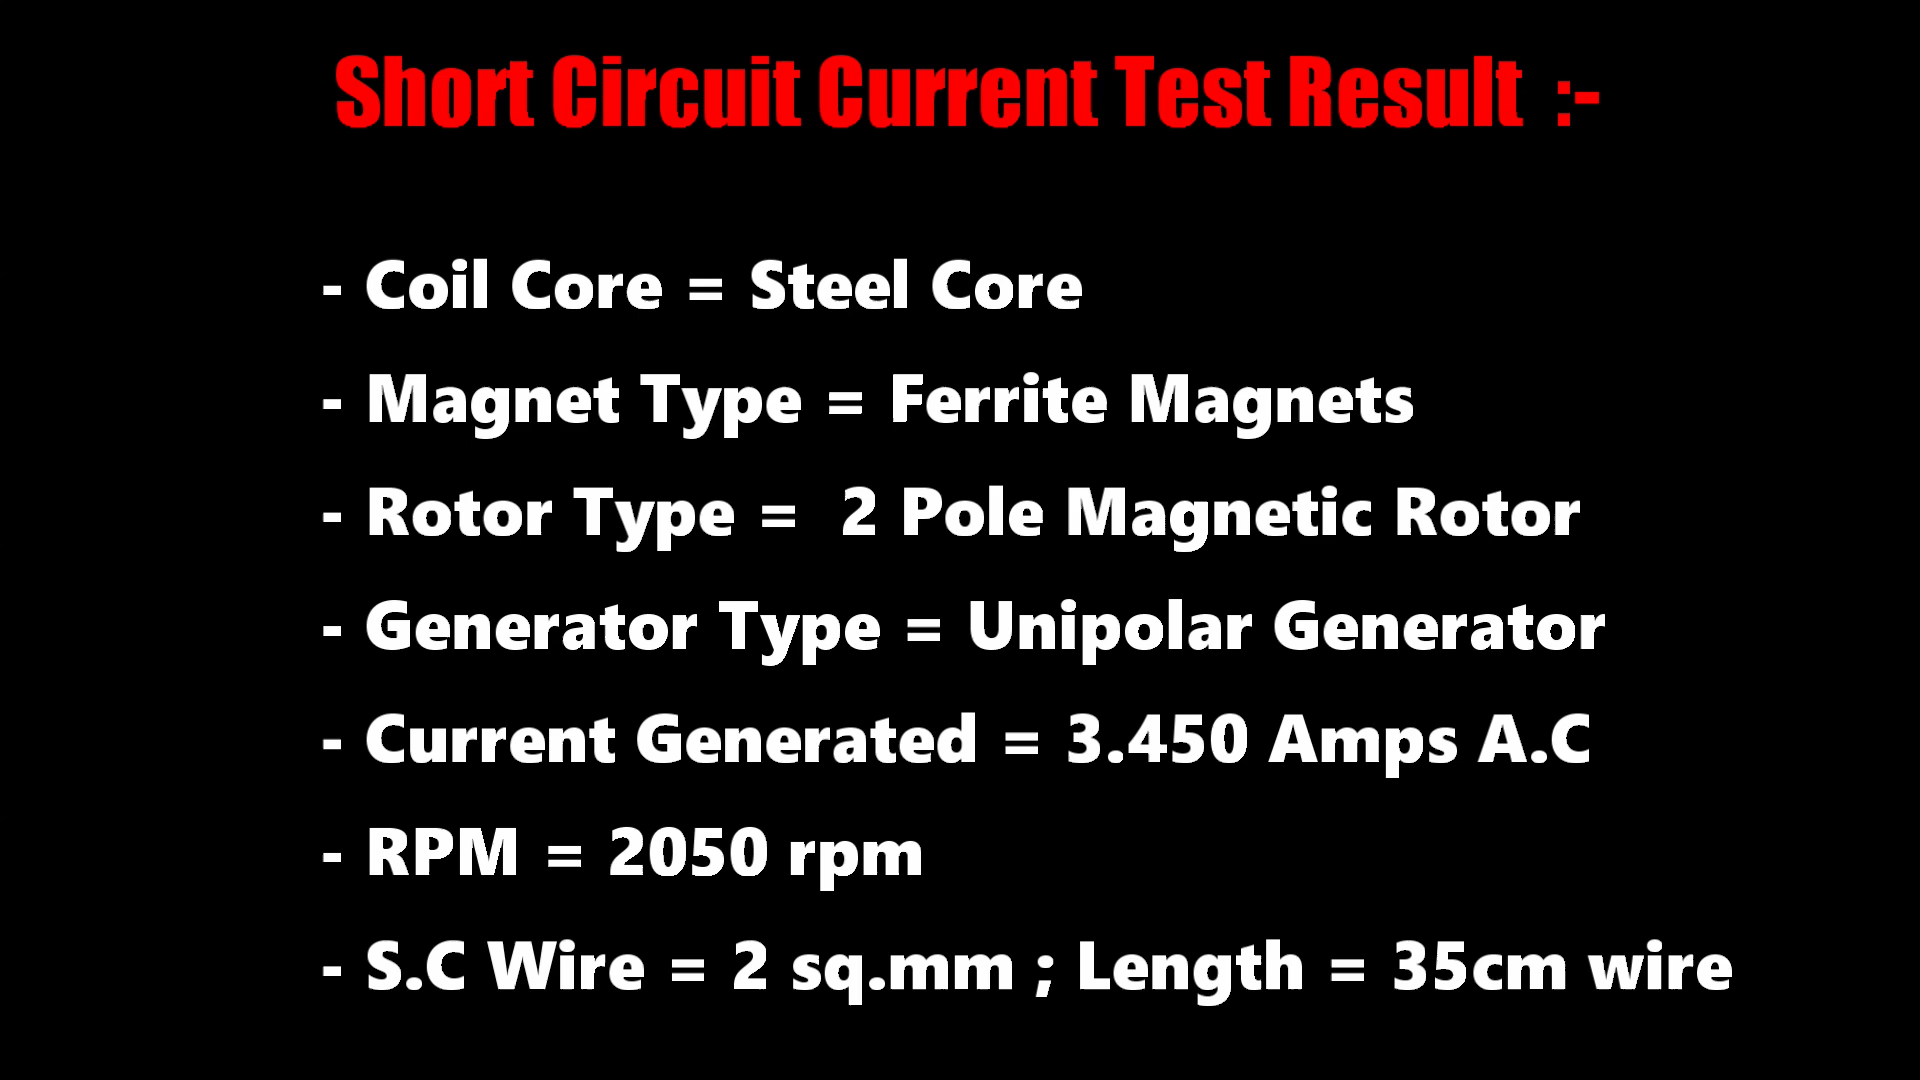 Short Circuit Current Test Result :-
- Coil Core = Steel Core
- Magnet Type = Ferrite Magnets
- Rotor Type = 2 Pole Magnetic Rotor
- Generator Type = Unipolar Generator
- Current Generated = 3.450 Amps A.C
- RPM = 2050 rpm
- S.C Wire = 2 sq.mm ; Length = 35cm wire